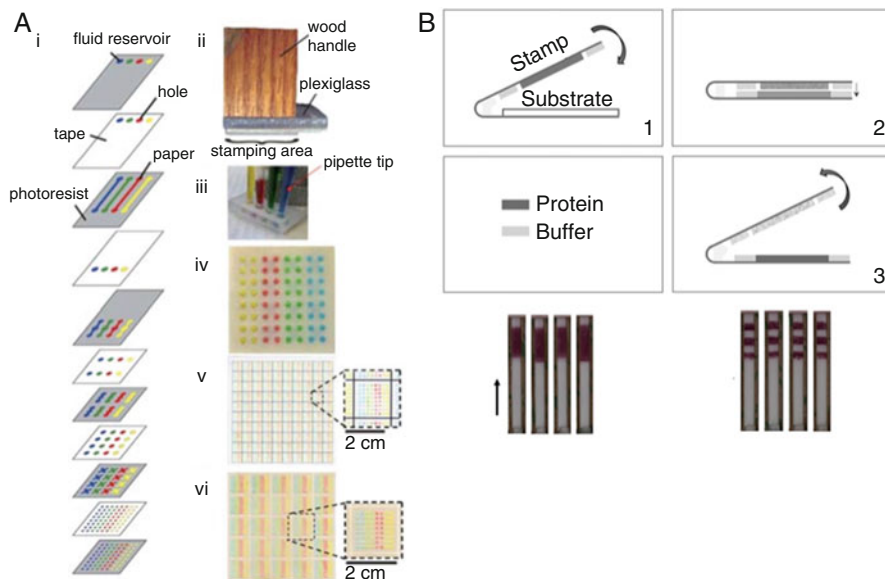 A
i
fluid reservoir
hole
tape
paper
photoresist
ii
wood
handle
plexiglass
stamping area
pipette tip
iii
iv
v
2 cm
vi
2 cm
B
Stamp
Substrate
1
2
Protein
Buffer
3